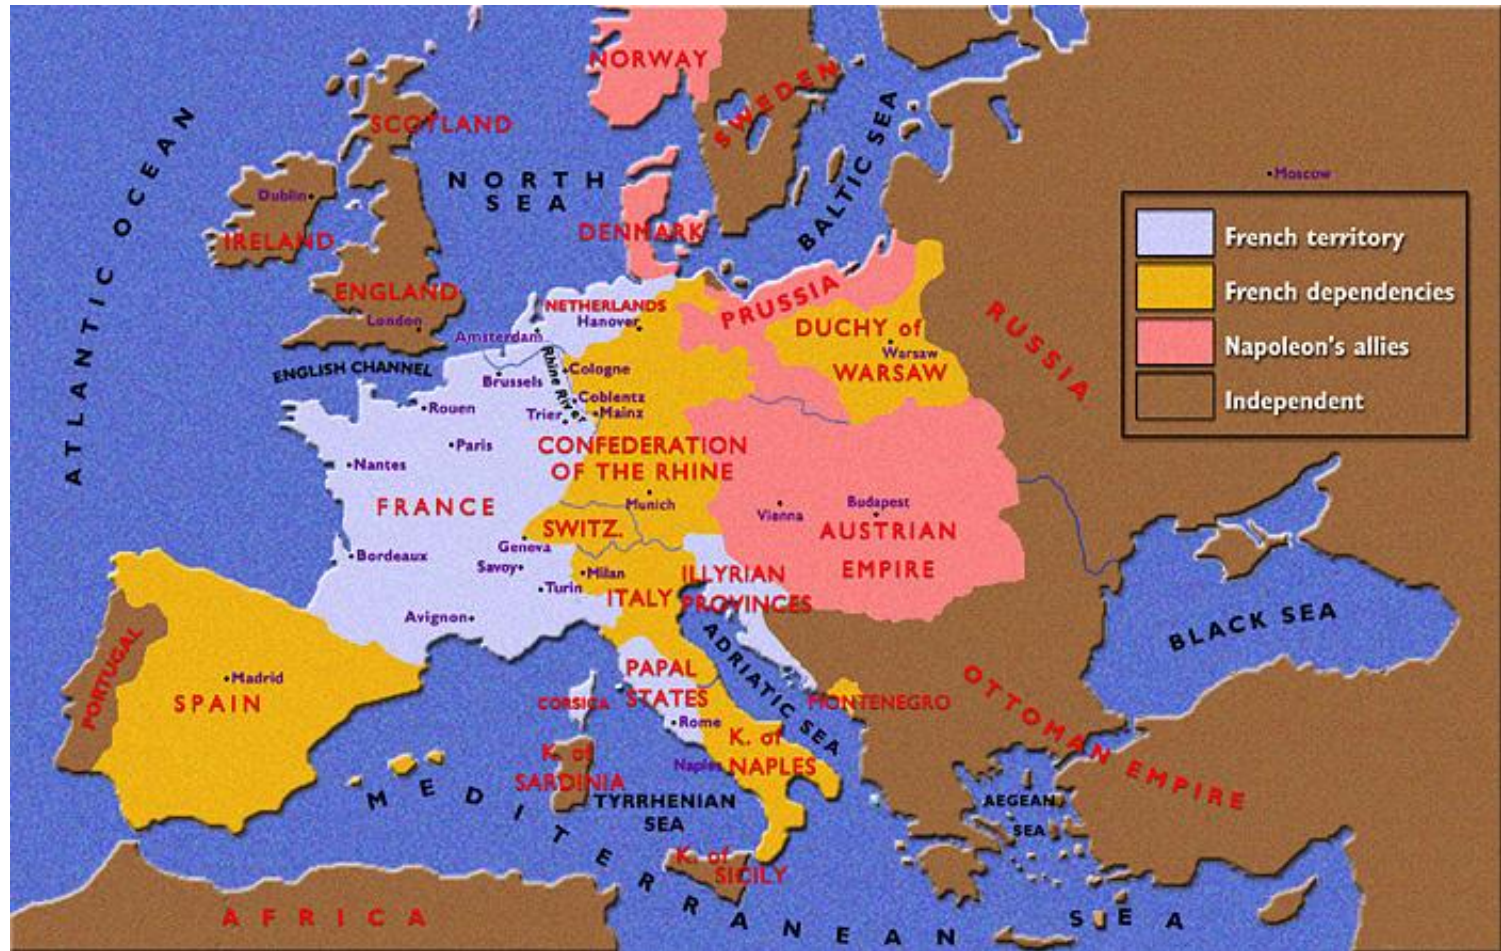 NORWAY
SWEDEN
SCOTLAND
ATLANTIC OCEAN
NORTH
SEA
BALTIC SEA
Moscow
Dublin
IRELAND
DENMARK
French territory
French dependencies
Napoleon's allies
Independent
ENGLAND
London
NETHERLANDS
Hanover
Amsterdam
PRUSSIA
DUCHY of
Warsaw
WARSAW
RUSSIA
ENGLISH CHANNEL
Brussels
Rhine River
Cologne
Coblentz
Rouen
Trier
Mainz
Paris
CONFEDERATION
OF THE RHINE
Nantes
FRANCE
Munich
Vienna
Budapest
AUSTRIAN
EMPIRE
SWITZ.
Geneva
Bordeaux
Savoy
Milan
Turin
ITALY
ILLYRIAN
PROVINCES
Avignon
ADRIATIC SEA
BLACK SEA
PORTUGAL
Madrid
SPAIN
PAPAL
STATES
CORSICA
Rome
MONTENEGRO
OTTOMAN EMPIRE
K. of
NAPLES
Naples
K. of
SARDINIA
TYRRHENIAN
SEA
AEGEAN
SEA
MEDITERRANEAN SEA
K. of
SICILY
AFRICA